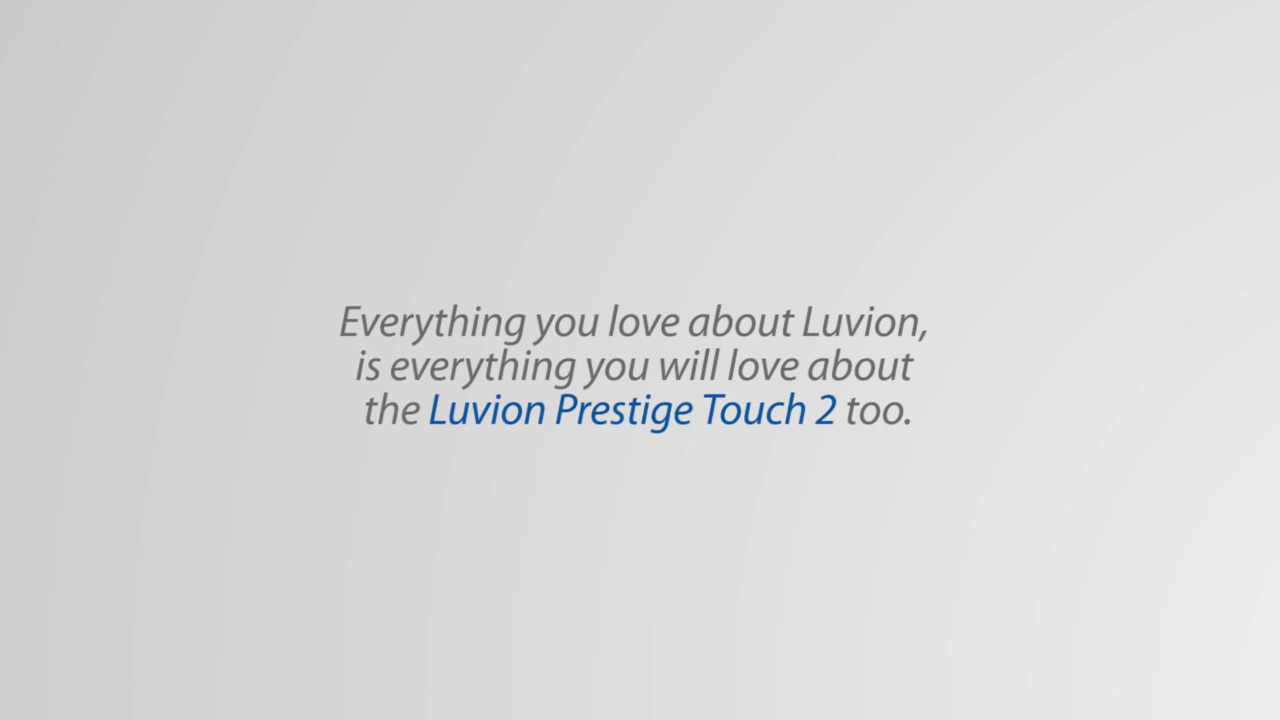 Everything you love about Luvion,
is everything you will love about
the Luvion Prestige Touch 2 too.